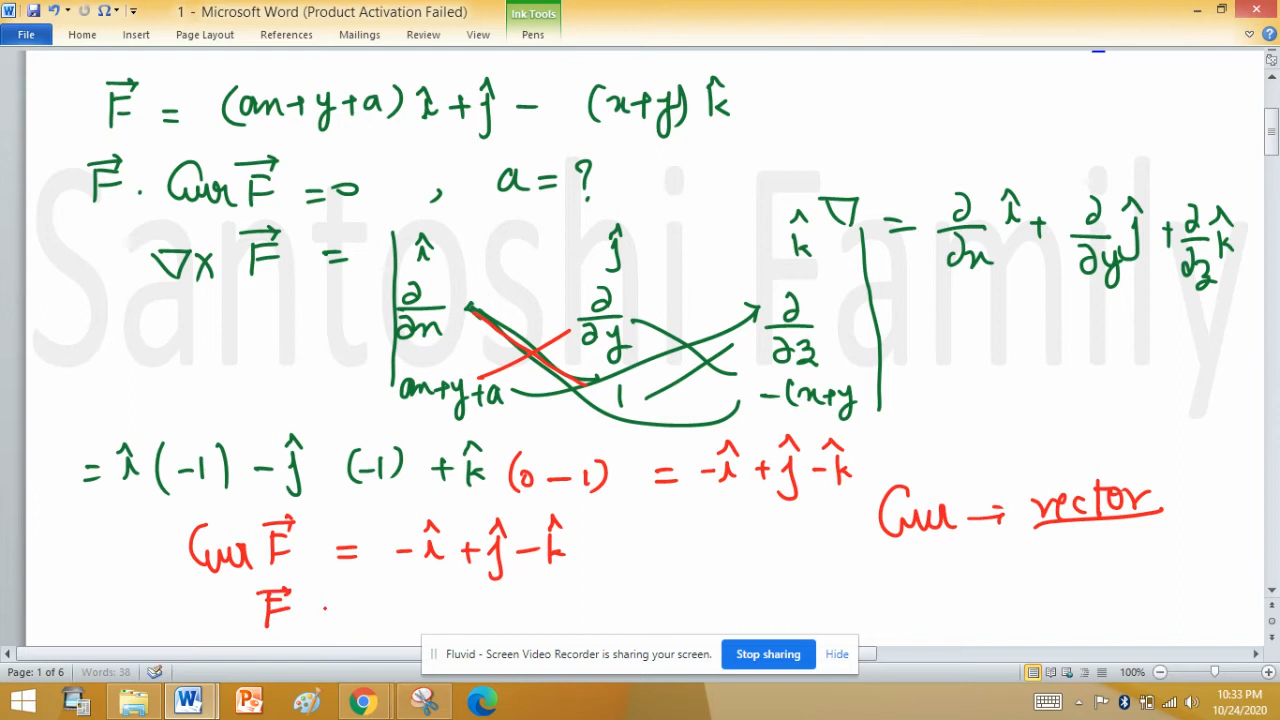 1 - Microsoft Word (Product Activation Failed)
Ink Tools
File Home Insert Page Layout References Mailings Review View Pens
F⃗ = (ax+y+a) î + ĵ - (x+y) k̂
F⃗ . Curl F⃗ = 0 , a = ?
∇ = ∂/∂x î + ∂/∂y ĵ + ∂/∂z k̂
∇ x F⃗ = | î ĵ k̂ |
∂/∂x ∂/∂y ∂/∂z
ax+y+a 1 -(x+y
= î (-1) - ĵ (-1) + k̂ (0 - 1) = -î + ĵ - k̂
Curl → vector
Curl F⃗ = -î + ĵ - k̂
F⃗ .
Santoshi Family
Fluvid - Screen Video Recorder is sharing your screen. Stop sharing Hide
Page: 1 of 6 Words: 38 100%
10:33 PM
10/24/2020